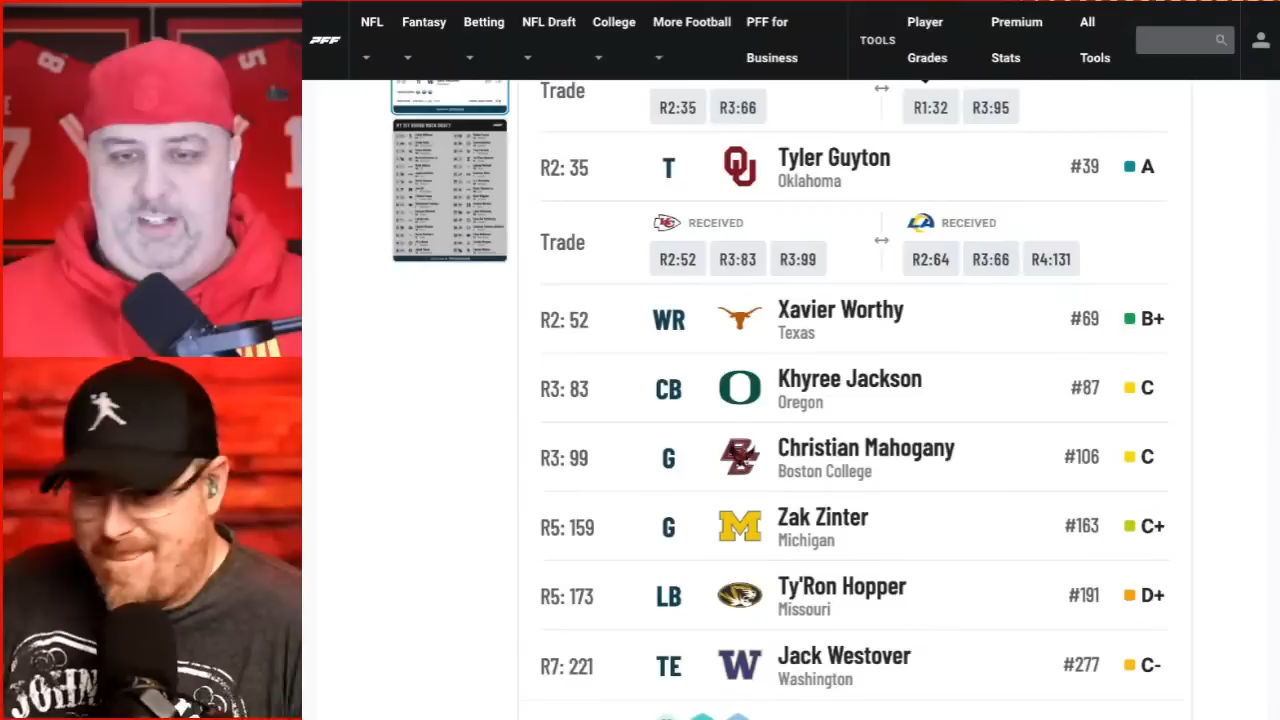 NFL Fantasy Betting NFL Draft College More Football PFF for Business
PFF
TOOLS
Player Grades Premium Stats All Tools
Trade
R2:35 R3:66 R1:32 R3:95
R2: 35 T Tyler Guyton #39 A
Oklahoma
RECEIVED RECEIVED
Trade
R2:52 R3:83 R3:99 R2:64 R3:66 R4:131
R2: 52 WR Xavier Worthy #69 B+
Texas
R3: 83 CB Khyree Jackson #87 C
Oregon
R3: 99 G Christian Mahogany #106 C
Boston College
R5: 159 G Zak Zinter #163 C+
Michigan
R5: 173 LB Ty'Ron Hopper #191 D+
Missouri
R7: 221 TE Jack Westover #277 C-
Washington
JOHN